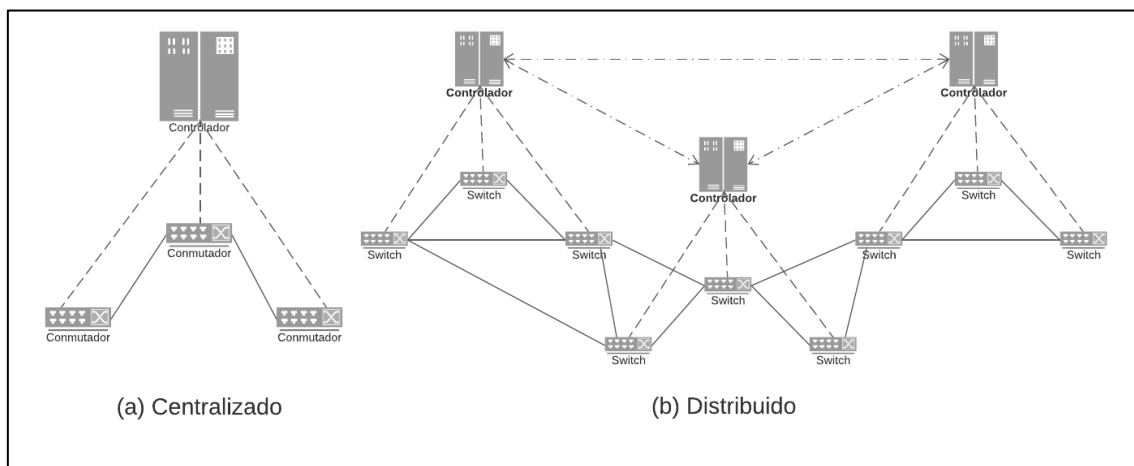 Controlador
Conmutador
Conmutador
Conmutador
(a) Centralizado
Controlador
Controlador
Controlador
Switch
Switch
Switch
Switch
Switch
Switch
Switch
Switch
Switch
(b) Distribuido